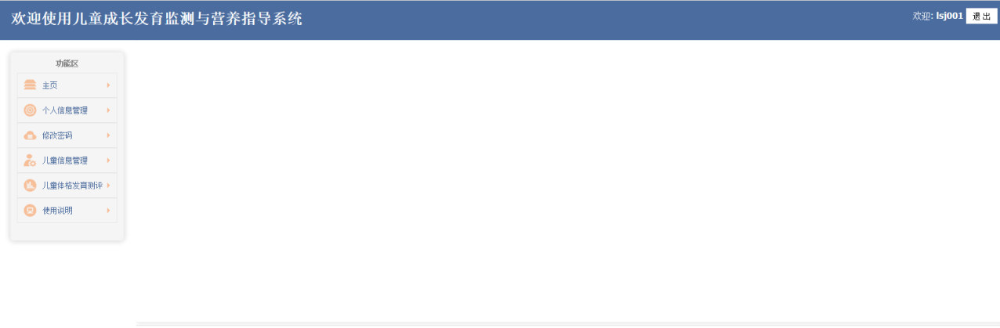 欢迎使用儿童成长发育监测与营养指导系统
欢迎: lsj001 退出
功能区
主页
个人信息管理
修改密码
儿童信息管理
儿童体格发育测评
使用说明